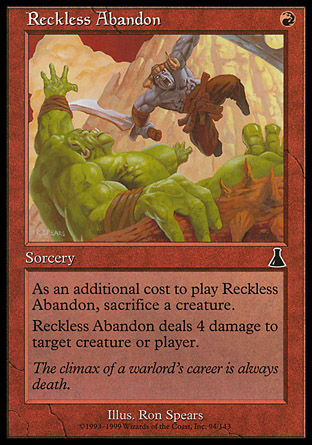 Reckless Abandon
Sorcery
As an additional cost to play Reckless
Abandon, sacrifice a creature.
Reckless Abandon deals 4 damage to
target creature or player.
The climax of a warlord's career is always
death.
Illus. Ron Spears
©1993-1999 Wizards of the Coast, Inc. 94/143